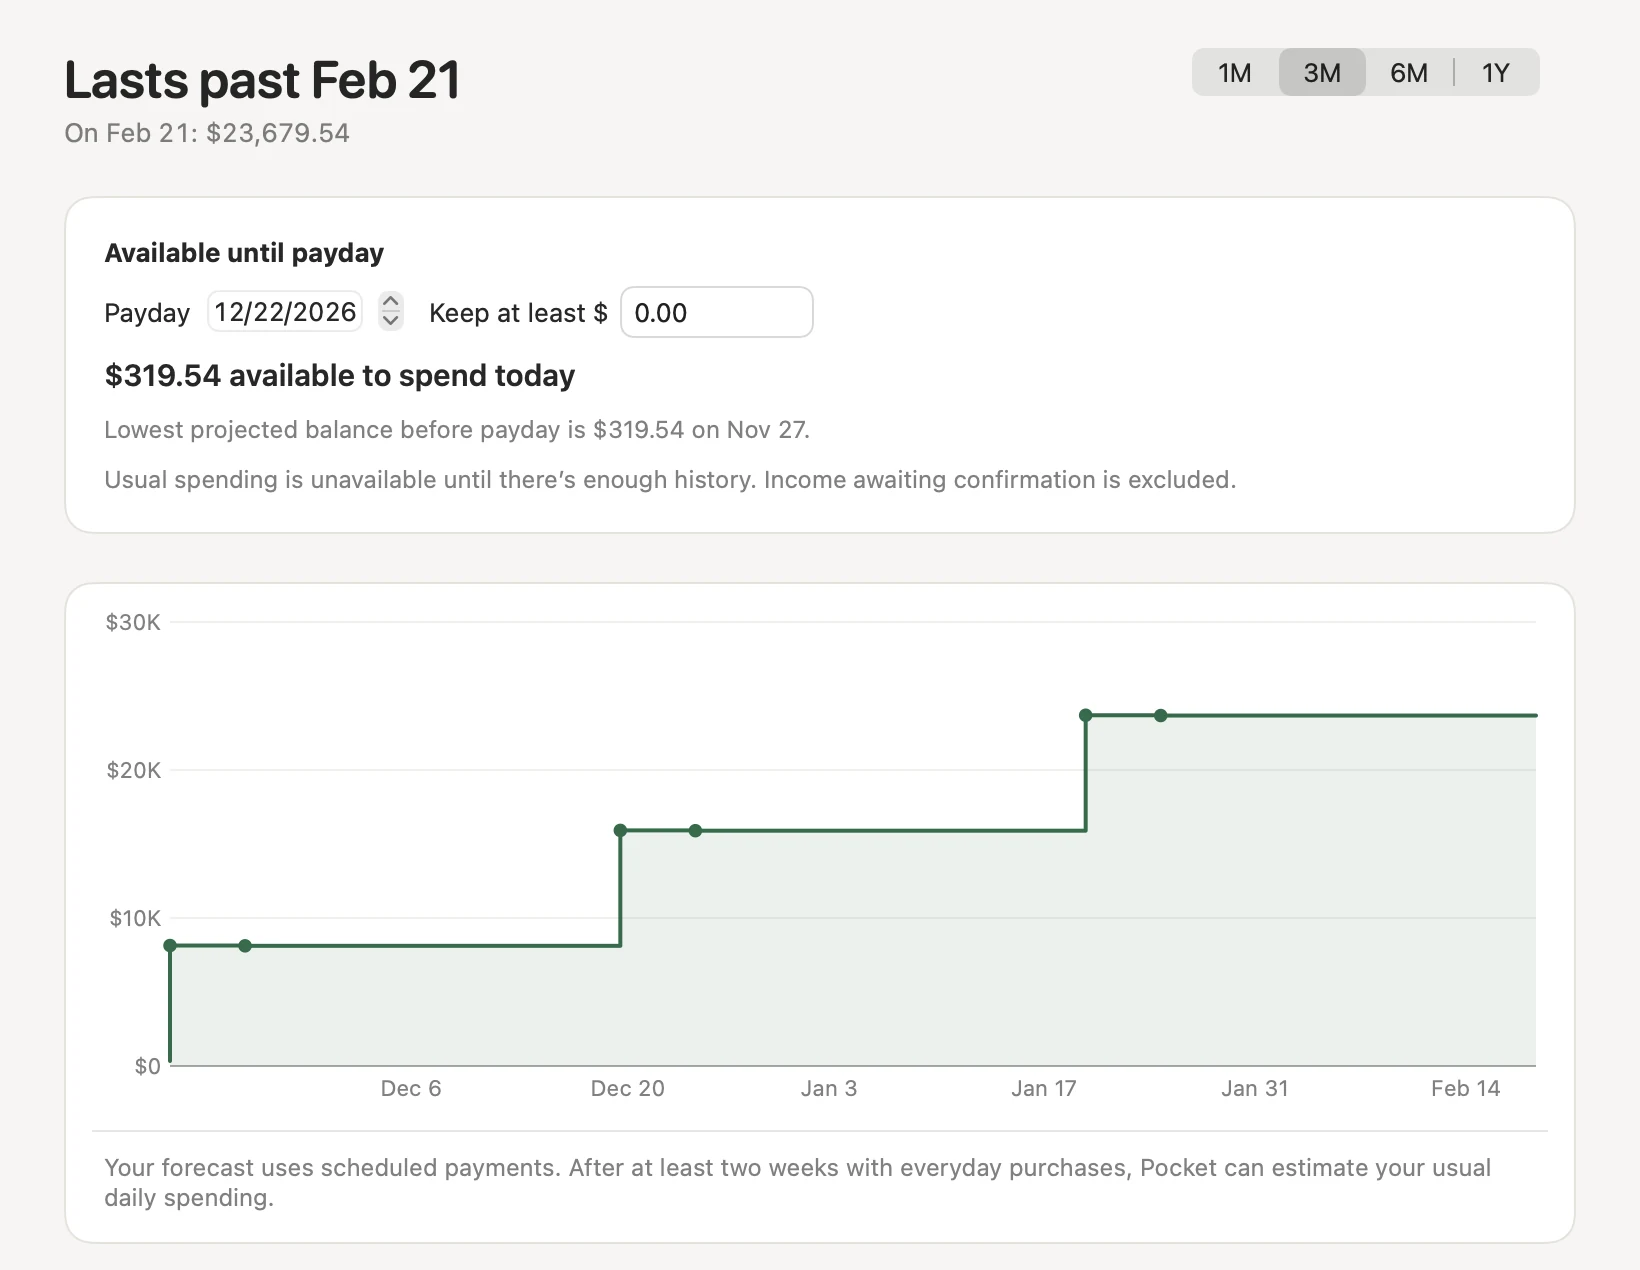 Lasts past Feb 21
1M 3M 6M 1Y
On Feb 21: $23,679.54
Available until payday
Payday 12/22/2026 Keep at least $ 0.00
$319.54 available to spend today
Lowest projected balance before payday is $319.54 on Nov 27.
Usual spending is unavailable until there’s enough history. Income awaiting confirmation is excluded.
$30K
$20K
$10K
$0
Dec 6 Dec 20 Jan 3 Jan 17 Jan 31 Feb 14
Your forecast uses scheduled payments. After at least two weeks with everyday purchases, Pocket can estimate your usual
daily spending.